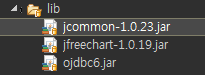 lib
jcommon-1.0.23.jar
jfreechart-1.0.19.jar
ojdbc6.jar